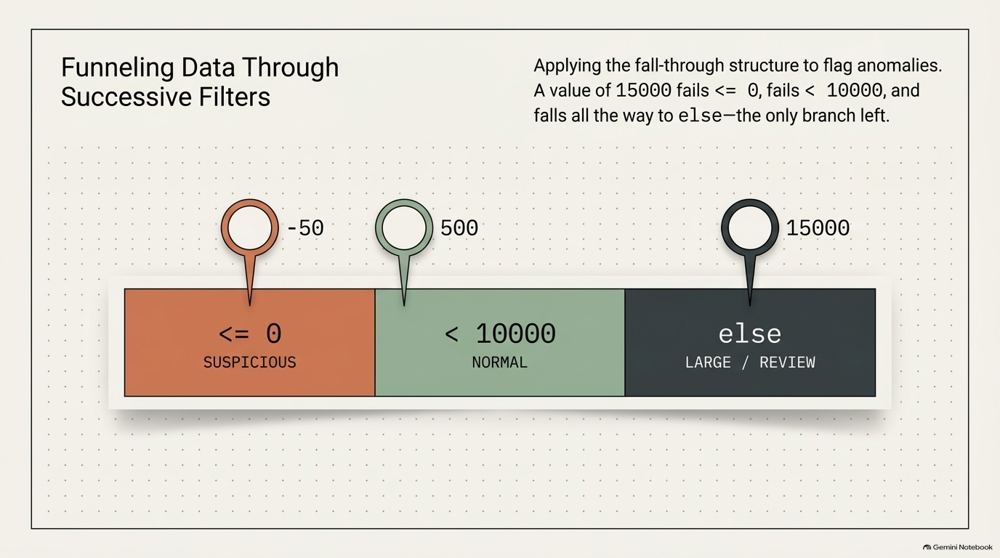 Funneling Data Through
Successive Filters
Applying the fall-through structure to flag anomalies.
A value of 15000 fails <= 0, fails < 10000, and
falls all the way to else—the only branch left.
-50
500
15000
<= 0
SUSPICIOUS
< 10000
NORMAL
else
LARGE / REVIEW
Gemini Notebook